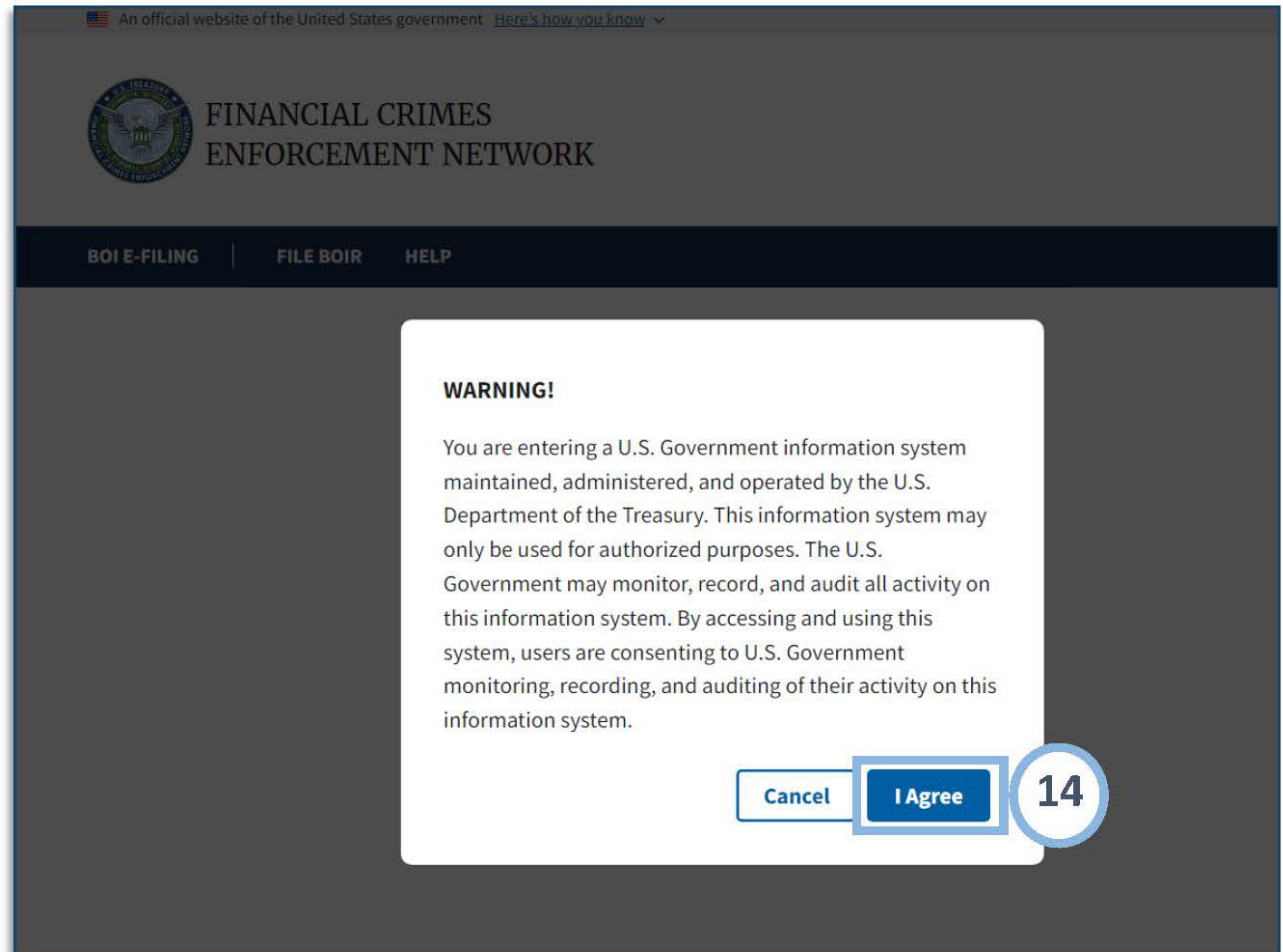 An official website of the United States government Here's how you know
FINANCIAL CRIMES
ENFORCEMENT NETWORK
BOI E-FILING FILE BOIR HELP
WARNING!
You are entering a U.S. Government information system
maintained, administered, and operated by the U.S.
Department of the Treasury. This information system may
only be used for authorized purposes. The U.S.
Government may monitor, record, and audit all activity on
this information system. By accessing and using this
system, users are consenting to U.S. Government
monitoring, recording, and auditing of their activity on this
information system.
Cancel I Agree 14